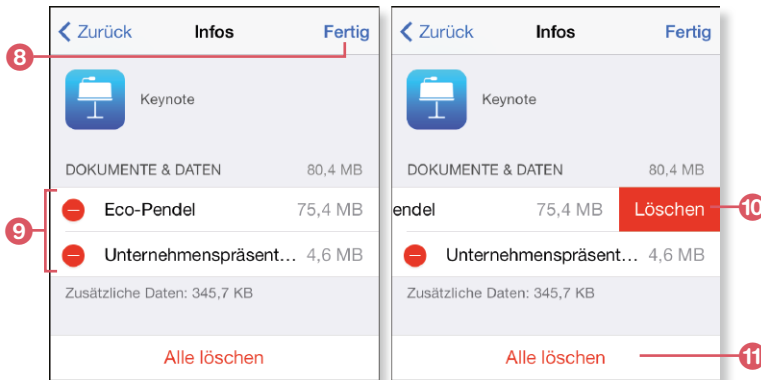 Zurück Infos Fertig
8
Keynote
DOKUMENTE & DATEN 80,4 MB
9
Eco-Pendel 75,4 MB
Unternehmenspräsent... 4,6 MB
Zusätzliche Daten: 345,7 KB
Alle löschen
Zurück Infos Fertig
Keynote
DOKUMENTE & DATEN 80,4 MB
endel 75,4 MB Löschen
10
Unternehmenspräsent... 4,6 MB
Zusätzliche Daten: 345,7 KB
Alle löschen
11